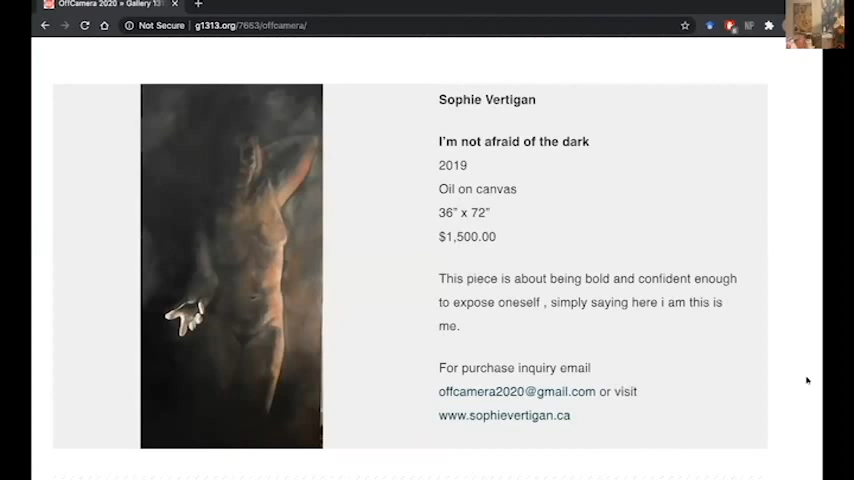 OffCamera 2020 » Gallery 131
Not Secure | g1313.org/7663/offcamera/
Sophie Vertigan
I'm not afraid of the dark
2019
Oil on canvas
36" x 72"
$1,500.00
This piece is about being bold and confident enough
to expose oneself , simply saying here i am this is
me.
For purchase inquiry email
offcamera2020@gmail.com or visit
www.sophievertigan.ca